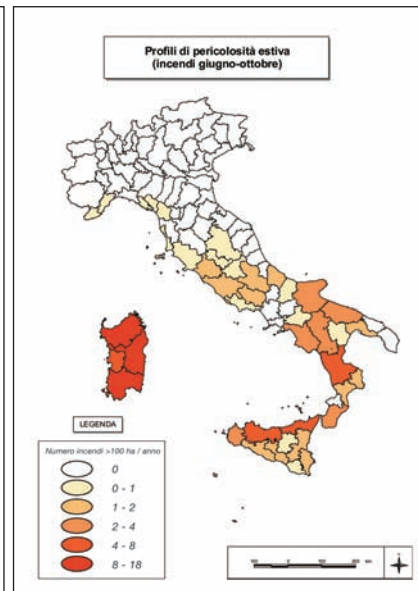 Profili di pericolosità estiva
(incendi giugno-ottobre)
LEGENDA
Numero incendi >100 ha / anno
0
0 - 1
1 - 2
2 - 4
4 - 8
8 - 18